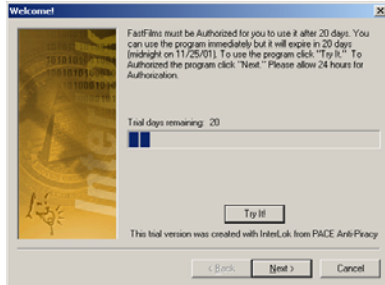 Welcome!
FastFilms must be Authorized for you to use it after 20 days. You
can use the program immediately but it will expire in 20 days
(midnight on 11/25/01). To use the program click "Try It." To
Authorized the program click "Next." Please allow 24 hours for
Authorization.
Trial days remaining: 20
Try It!
This trial version was created with InterLok from PACE Anti-Piracy
< Back
Next >
Cancel